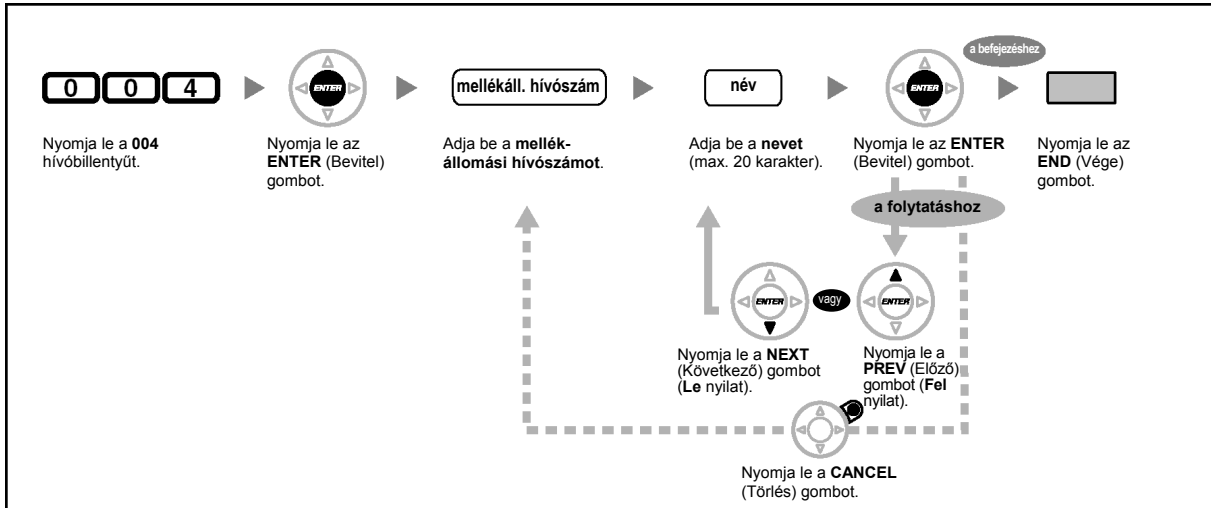 a befejezéshez
0 0 4
ENTER
mellékáll. hívószám
név
ENTER
Nyomja le a 004
hívóbillentyűt.
Nyomja le az
ENTER (Bevitel)
gombot.
Adja be a mellék-
állomási hívószámot.
Adja be a nevet
(max. 20 karakter).
Nyomja le az ENTER
(Bevitel) gombot.
Nyomja le az
END (Vége)
gombot.
a folytatáshoz
ENTER
vagy
ENTER
Nyomja le a NEXT
(Következő) gombot
(Le nyilat).
Nyomja le a
PREV (Előző)
gombot (Fel
nyilat).
Nyomja le a CANCEL
(Törlés) gombot.